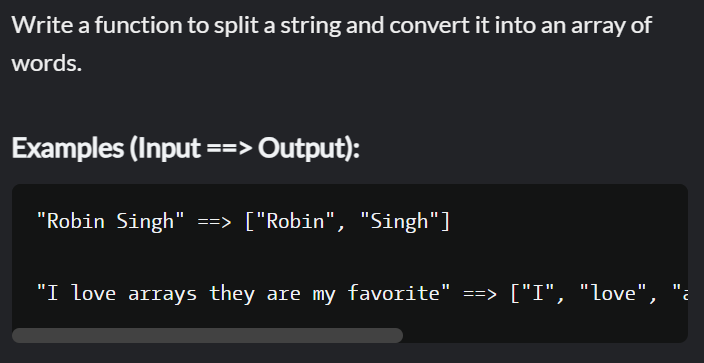 Write a function to split a string and convert it into an array of
words.
Examples (Input ==> Output):
"Robin Singh" ==> ["Robin", "Singh"]
"I love arrays they are my favorite" ==> ["I", "love", "